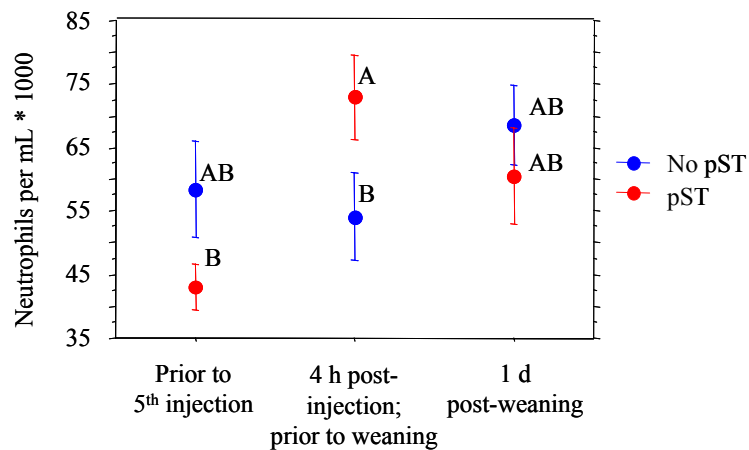 85
75
65
55
45
35
Neutrophils per mL * 1000
A
AB
AB
AB
B
B
No pST
pST
Prior to
5th injection
4 h post-
injection;
prior to weaning
1 d
post-weaning